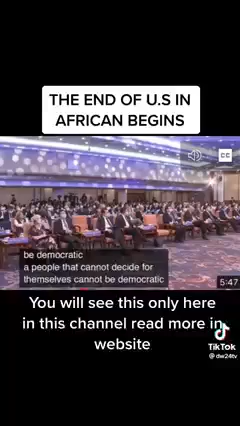 THE END OF U.S IN
AFRICAN BEGINS
CC
be democratic
a people that cannot decide for
themselves cannot be democratic
5:47
You will see this only here
in this channel read more in
website
TikTok
@dw24tv